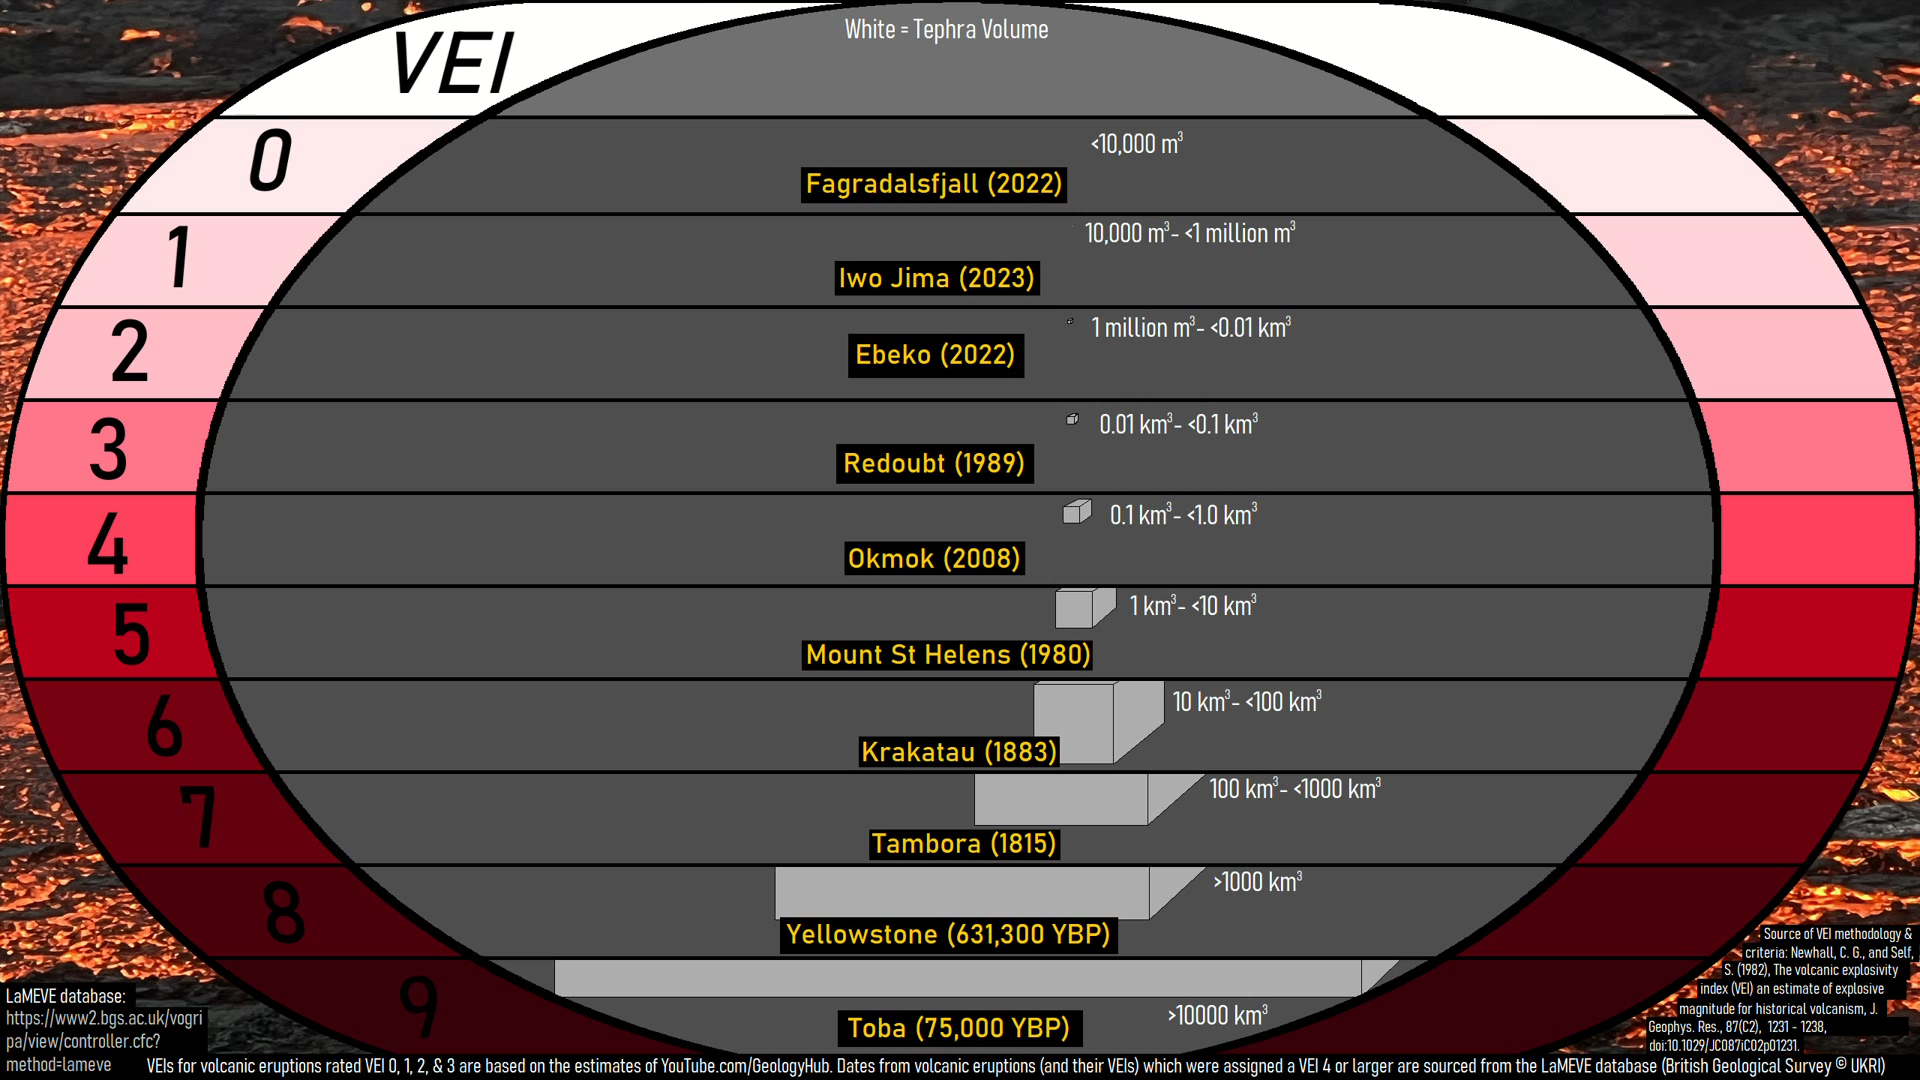 White = Tephra Volume
VEI
0
<10,000 m³
Fagradalsfjall (2022)
1
10,000 m³- <1 million m³
Iwo Jima (2023)
2
1 million m³- <0.01 km³
Ebeko (2022)
3
0.01 km³- <0.1 km³
Redoubt (1989)
4
0.1 km³- <1.0 km³
Okmok (2008)
5
1 km³- <10 km³
Mount St Helens (1980)
6
10 km³- <100 km³
Krakatau (1883)
7
100 km³- <1000 km³
Tambora (1815)
8
>1000 km³
Yellowstone (631,300 YBP)
9
>10000 km³
Toba (75,000 YBP)
Source of VEI methodology &
criteria: Newhall, C. G., and Self,
S. (1982), The volcanic explosivity
index (VEI) an estimate of explosive
magnitude for historical volcanism, J.
Geophys. Res., 87(C2), 1231 - 1238,
doi:10.1029/JC087iC02p01231.
LaMEVE database:
https://www2.bgs.ac.uk/vogri
pa/view/controller.cfc?
method=lameve
VEIs for volcanic eruptions rated VEI 0, 1, 2, & 3 are based on the estimates of YouTube.com/GeologyHub. Dates from volcanic eruptions (and their VEIs) which were assigned a VEI 4 or larger are sourced from the LaMEVE database (British Geological Survey © UKRI)